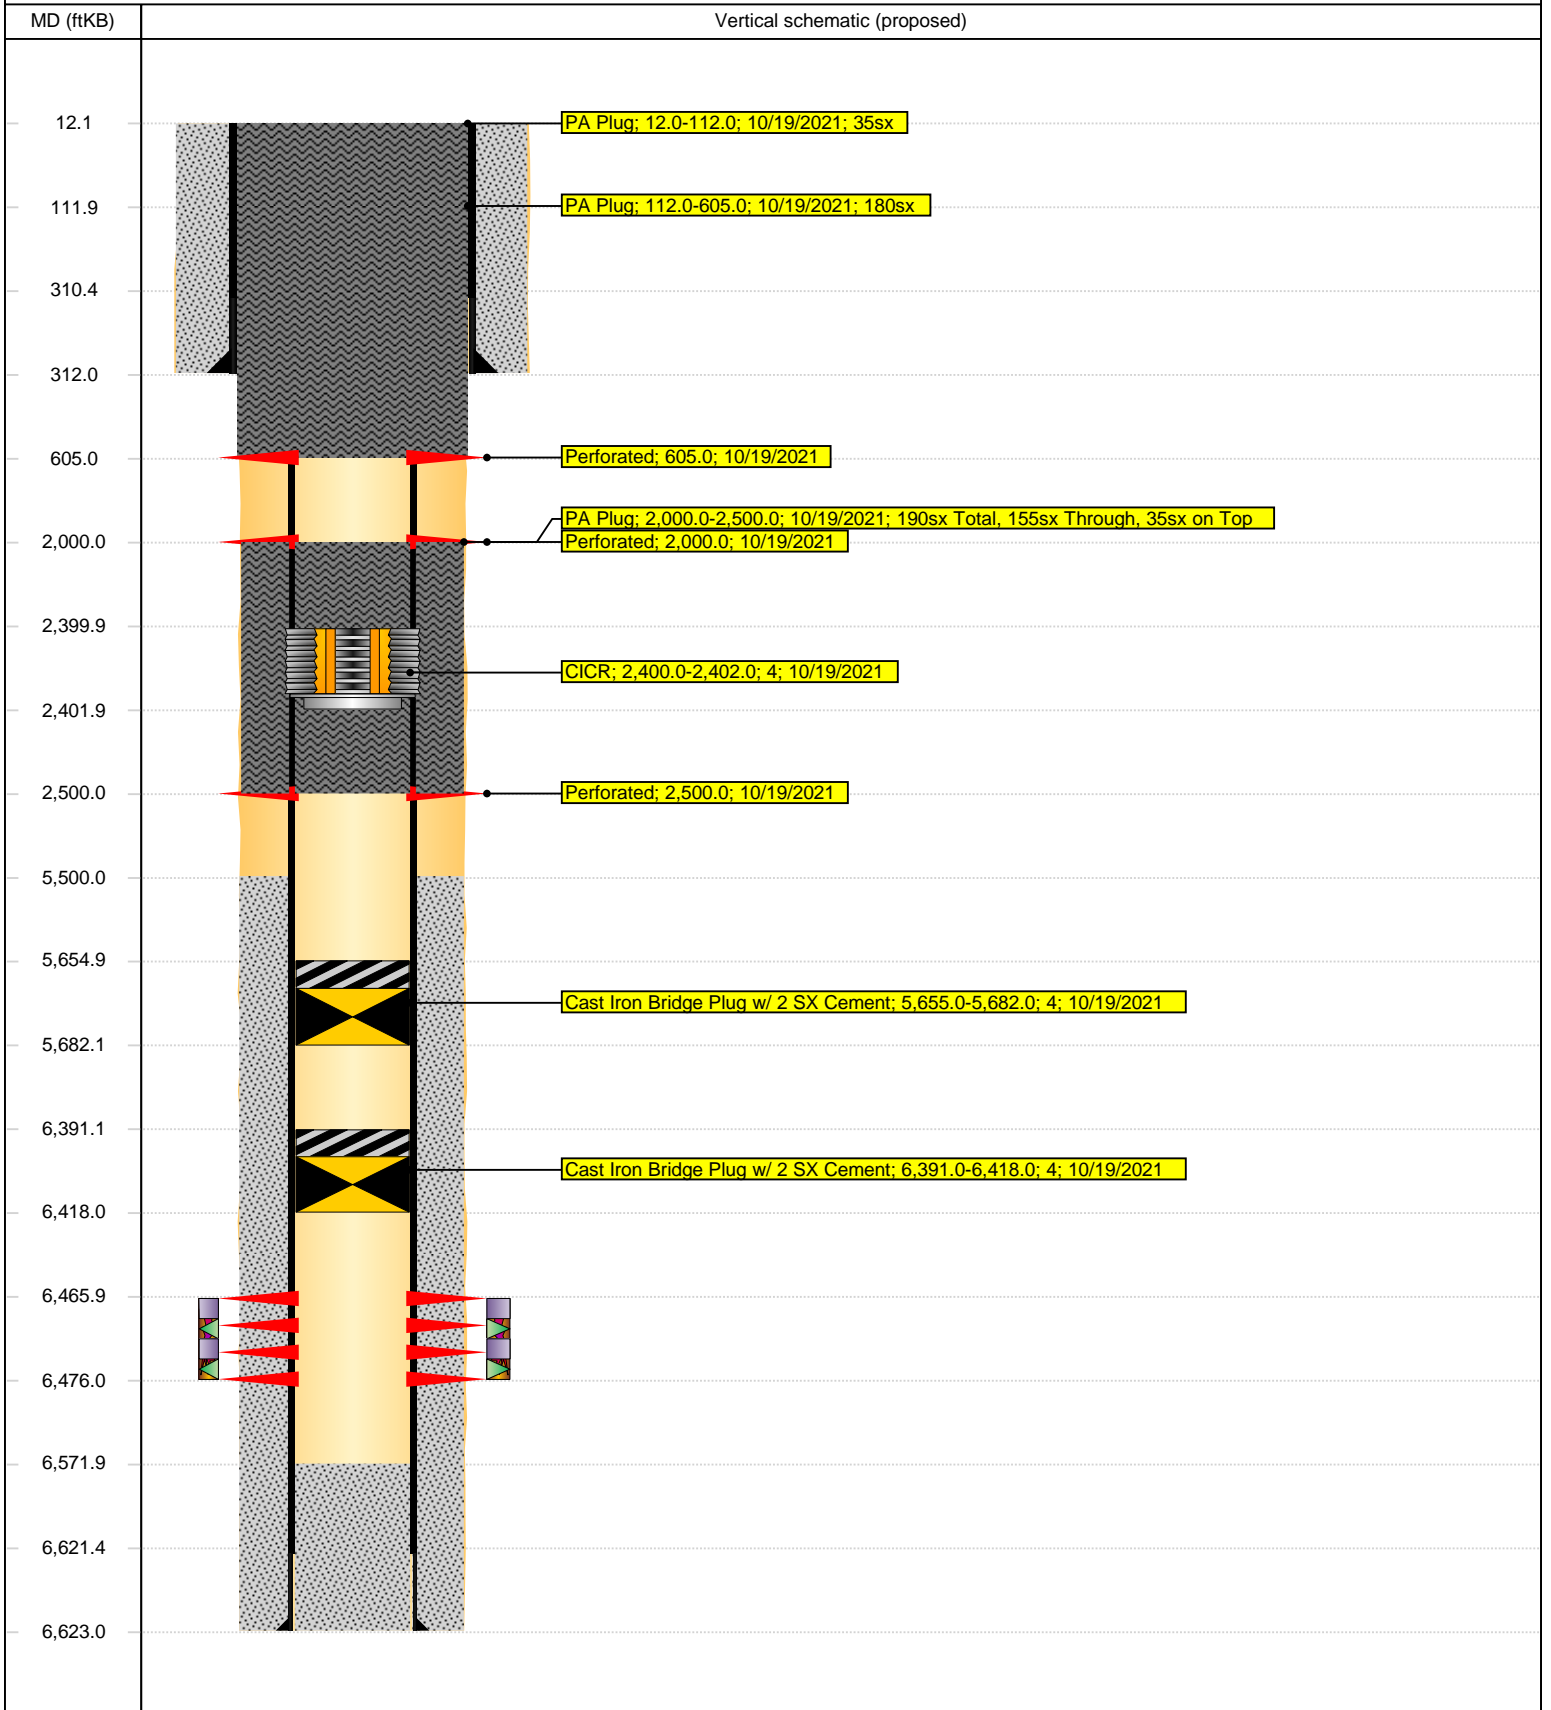 MD (ftKB)
Vertical schematic (proposed)
12.1
PA Plug; 12.0-112.0; 10/19/2021; 35sx
111.9
PA Plug; 112.0-605.0; 10/19/2021; 180sx
310.4
312.0
605.0
Perforated; 605.0; 10/19/2021
PA Plug; 2,000.0-2,500.0; 10/19/2021; 190sx Total, 155sx Through, 35sx on Top
2,000.0
Perforated; 2,000.0; 10/19/2021
2,399.9
CICR; 2,400.0-2,402.0; 4; 10/19/2021
2,401.9
2,500.0
Perforated; 2,500.0; 10/19/2021
5,500.0
5,654.9
Cast Iron Bridge Plug w/ 2 SX Cement; 5,655.0-5,682.0; 4; 10/19/2021
5,682.1
6,391.1
Cast Iron Bridge Plug w/ 2 SX Cement; 6,391.0-6,418.0; 4; 10/19/2021
6,418.0
6,465.9
6,476.0
6,571.9
6,621.4
6,623.0